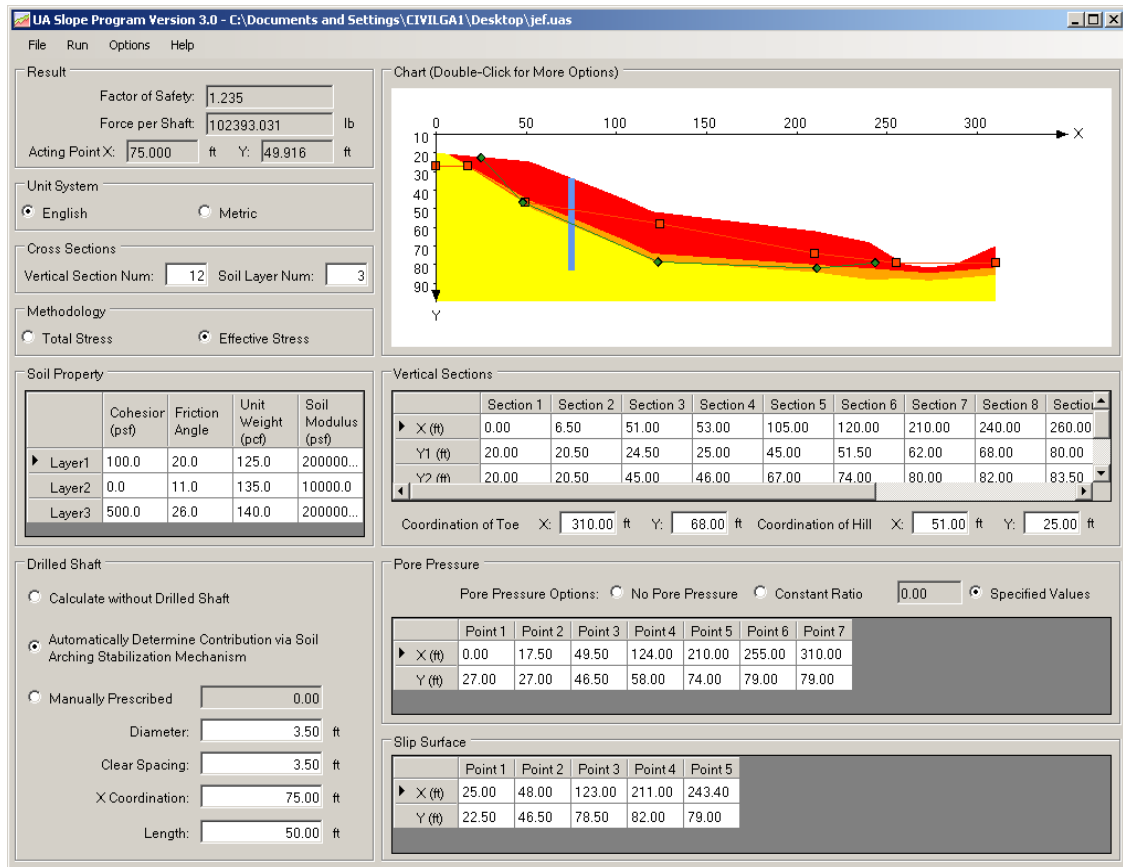 UA Slope Program Version 3.0 - C:\Documents and Settings\CIVILGA1\Desktop\jef.uas
File Run Options Help
Result
Factor of Safety: 1.235
Force per Shaft: 102393.031 lb
Acting Point X: 75.000 ft Y: 49.916 ft
Unit System
English Metric
Cross Sections
Vertical Section Num: 12 Soil Layer Num: 3
Methodology
Total Stress Effective Stress
Chart (Double-Click for More Options)
0 50 100 150 200 250 300 X
10
20
30
40
50
60
70
80
90
Y
Soil Property
Cohesior (psf) Friction Angle Unit Weight (pcf) Soil Modulus (psf)
Layer1 100.0 20.0 125.0 200000...
Layer2 0.0 11.0 135.0 10000.0
Layer3 500.0 26.0 140.0 200000...
Vertical Sections
Section 1 Section 2 Section 3 Section 4 Section 5 Section 6 Section 7 Section 8 Section
X (ft) 0.00 6.50 51.00 53.00 105.00 120.00 210.00 240.00 260.00
Y1 (ft) 20.00 20.50 24.50 25.00 45.00 51.50 62.00 68.00 80.00
Y2 (ft) 20.00 20.50 45.00 46.00 67.00 74.00 80.00 82.00 83.50
Coordination of Toe X: 310.00 ft Y: 68.00 ft Coordination of Hill X: 51.00 ft Y: 25.00 ft
Drilled Shaft
Calculate without Drilled Shaft
Automatically Determine Contribution via Soil
Arching Stabilization Mechanism
Manually Prescribed 0.00
Diameter: 3.50 ft
Clear Spacing: 3.50 ft
X Coordination: 75.00 ft
Length: 50.00 ft
Pore Pressure
Pore Pressure Options: No Pore Pressure Constant Ratio 0.00 Specified Values
Point 1 Point 2 Point 3 Point 4 Point 5 Point 6 Point 7
X (ft) 0.00 17.50 49.50 124.00 210.00 255.00 310.00
Y (ft) 27.00 27.00 46.50 58.00 74.00 79.00 79.00
Slip Surface
Point 1 Point 2 Point 3 Point 4 Point 5
X (ft) 25.00 48.00 123.00 211.00 243.40
Y (ft) 22.50 46.50 78.50 82.00 79.00